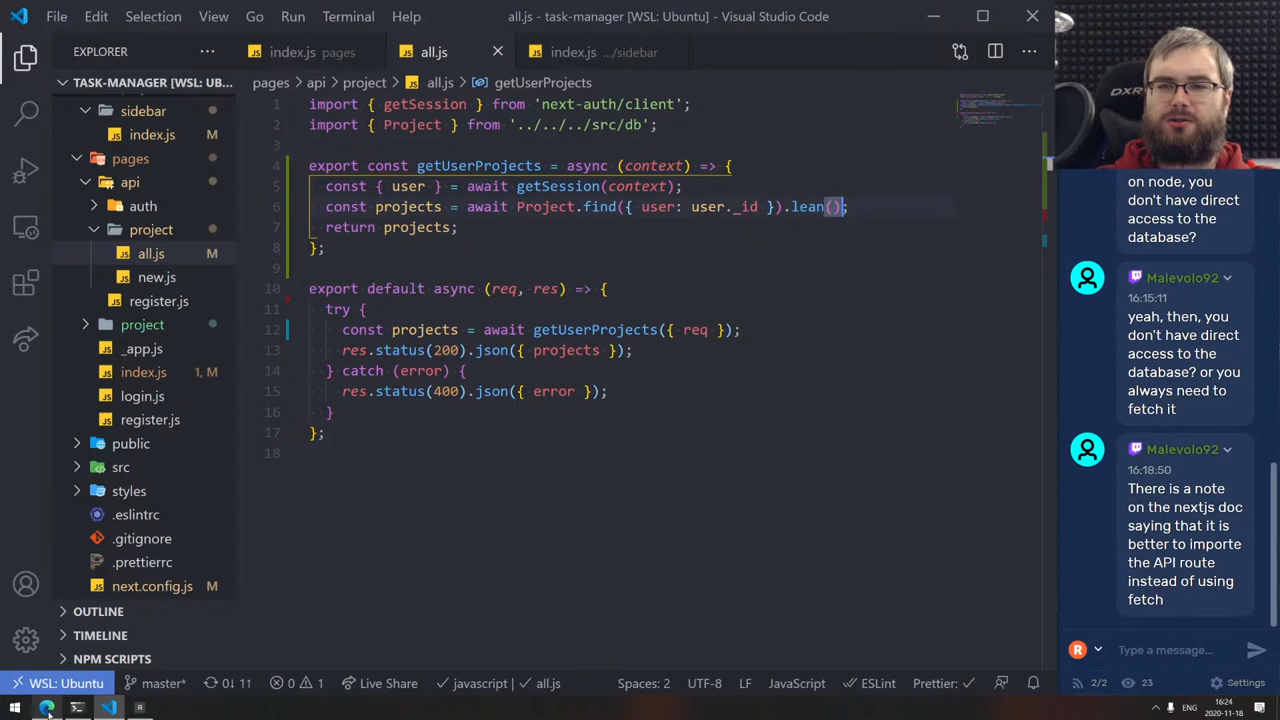 File Edit Selection View Go Run Terminal Help
all.js - task-manager [WSL: Ubuntu] - Visual Studio Code
EXPLORER
index.js pages
all.js
index.js .../sidebar
TASK-MANAGER [WSL: UB…
sidebar
index.js M
pages
api
auth
project
all.js M
new.js
register.js
project
_app.js
index.js 1, M
login.js
register.js
public
src
styles
.eslintrc
.gitignore
.prettierrc
next.config.js M
OUTLINE
TIMELINE
NPM SCRIPTS
pages > api > project > all.js > getUserProjects
1 import { getSession } from 'next-auth/client';
2 import { Project } from '../../../src/db';
3
4 export const getUserProjects = async (context) => {
5 const { user } = await getSession(context);
6 const projects = await Project.find({ user: user._id }).lean();
7 return projects;
8 };
9
10 export default async (req, res) => {
11 try {
12 const projects = await getUserProjects({ req });
13 res.status(200).json({ projects });
14 } catch (error) {
15 res.status(400).json({ error });
16 }
17 };
18
DXR
on node, you
don't have direct
access to the
database?
Malevolo92
16:15:11
yeah, then, you
don't have direct
access to the
database? or you
always need to
fetch it
Malevolo92
16:18:50
There is a note
on the nextjs doc
saying that it is
better to importe
the API route
instead of using
fetch
R Type a message...
2/2 23 Settings
WSL: Ubuntu master* 0↓ 11↑ 0 1 Live Share javascript | all.js Spaces: 2 UTF-8 LF JavaScript ESLint Prettier: ✓
R
ENG
16:24
2020-11-18